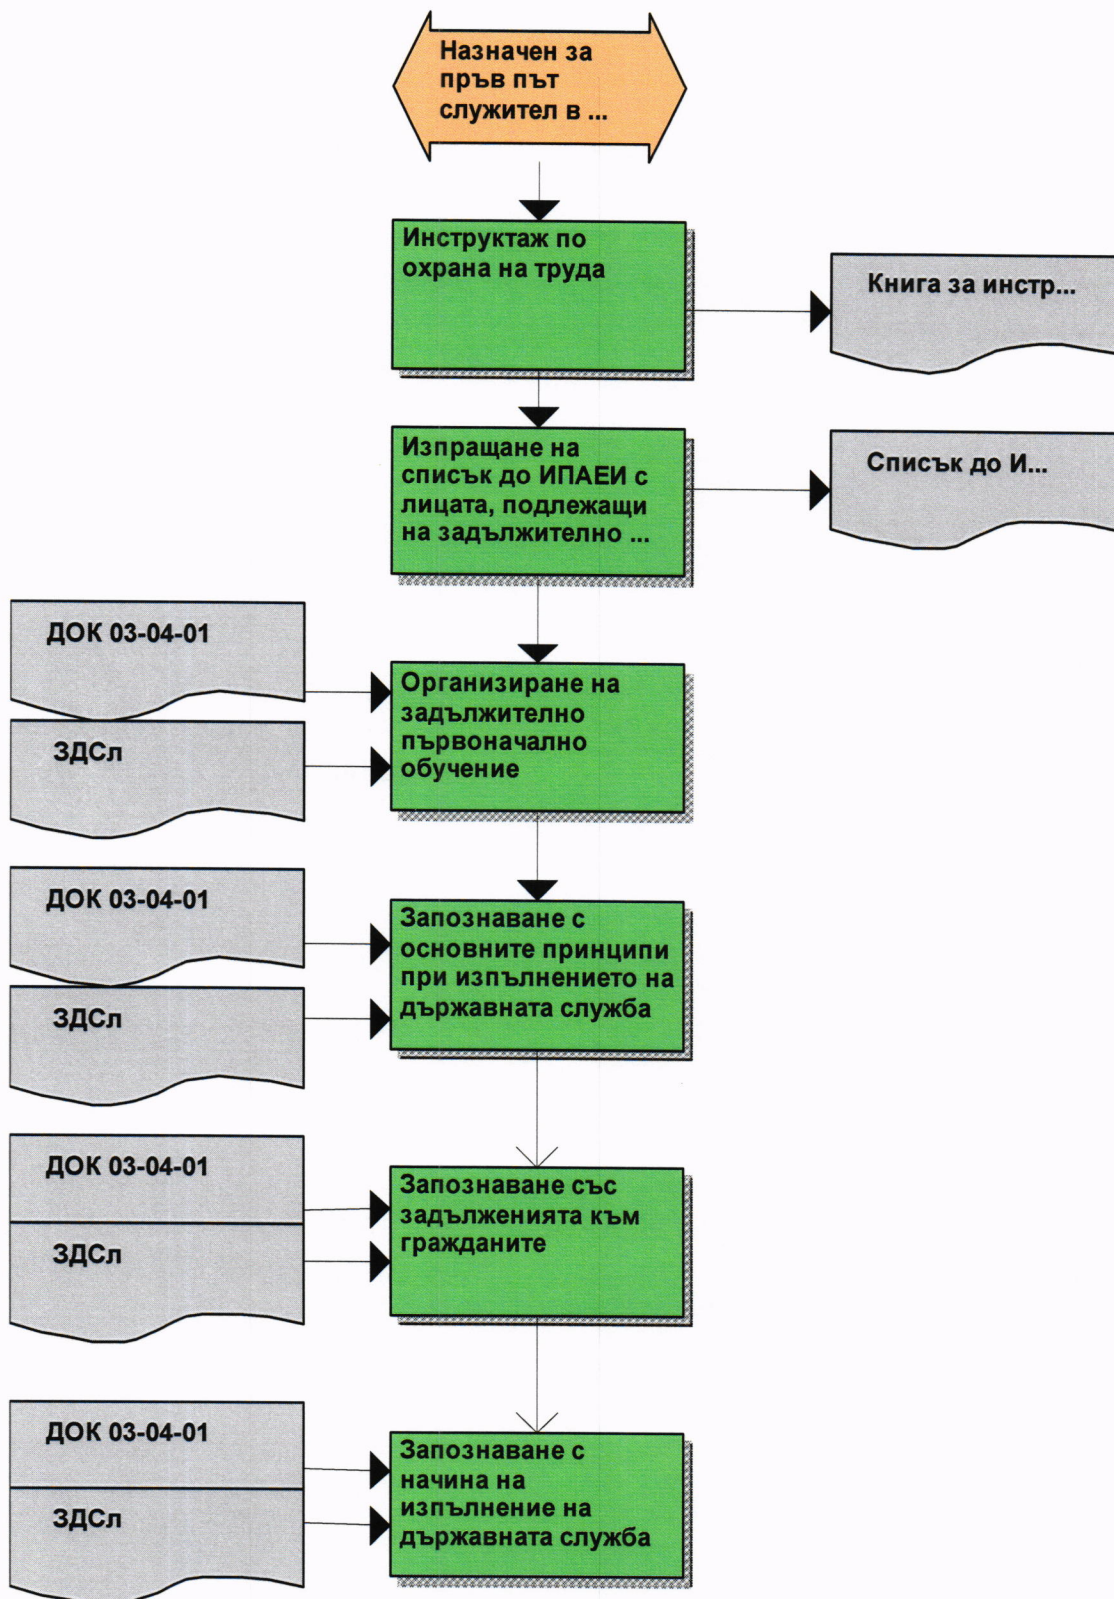 Назначен за
пръв път
служител в ...
Инструктаж по
охрана на труда
Книга за инстр...
Изпращане на
списък до ИПАЕИ с
лицата, подлежащи
на задължително ...
Списък до И...
ДОК 03-04-01
ЗДСл
Организиране на
задължително
първоначално
обучение
ДОК 03-04-01
ЗДСл
Запознаване с
основните принципи
при изпълнението на
държавната служба
ДОК 03-04-01
ЗДСл
Запознаване със
задълженията към
гражданите
ДОК 03-04-01
ЗДСл
Запознаване с
начина на
изпълнение на
държавната служба